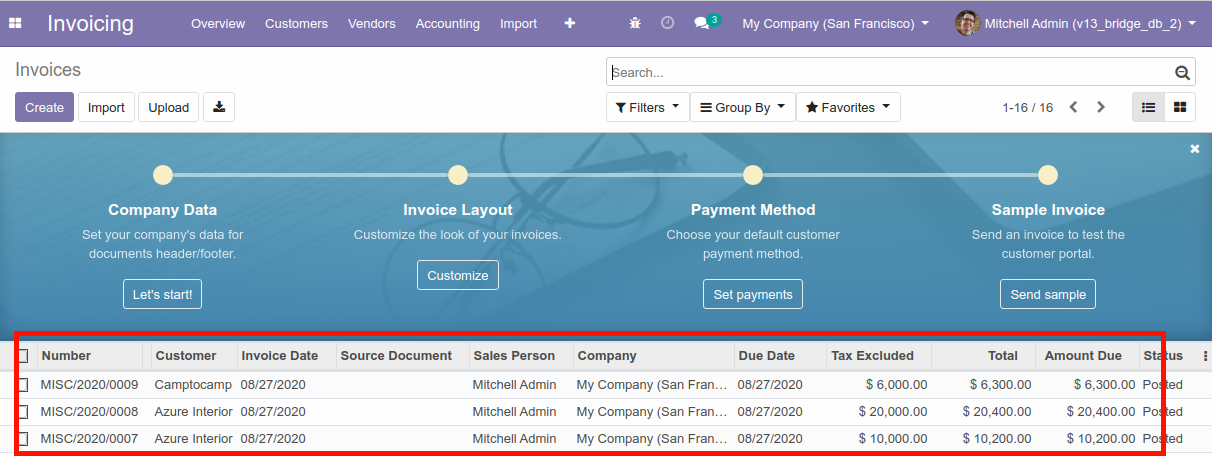 Invoicing Overview Customers Vendors Accounting Import 3 My Company (San Francisco) Mitchell Admin (v13_bridge_db_2)
Invoices Search...
Create Import Upload Filters Group By Favorites 1-16 / 16
Company Data Invoice Layout Payment Method Sample Invoice
Set your company's data for Customize the look of your invoices. Choose your default customer Send an invoice to test the
documents header/footer. payment method. customer portal.
Let's start! Customize Set payments Send sample
Number Customer Invoice Date Source Document Sales Person Company Due Date Tax Excluded Total Amount Due Status
MISC/2020/0009 Camptocamp 08/27/2020 Mitchell Admin My Company (San Fran... 08/27/2020 $ 6,000.00 $ 6,300.00 $ 6,300.00 Posted
MISC/2020/0008 Azure Interior 08/27/2020 Mitchell Admin My Company (San Fran... 08/27/2020 $ 20,000.00 $ 20,400.00 $ 20,400.00 Posted
MISC/2020/0007 Azure Interior 08/27/2020 Mitchell Admin My Company (San Fran... 08/27/2020 $ 10,000.00 $ 10,200.00 $ 10,200.00 Posted